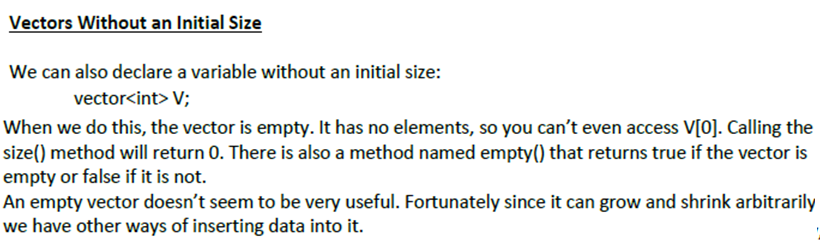 Vectors Without an Initial Size
We can also declare a variable without an initial size:
vector<int> V;
When we do this, the vector is empty. It has no elements, so you can’t even access V[0]. Calling the
size() method will return 0. There is also a method named empty() that returns true if the vector is
empty or false if it is not.
An empty vector doesn’t seem to be very useful. Fortunately since it can grow and shrink arbitrarily
we have other ways of inserting data into it.